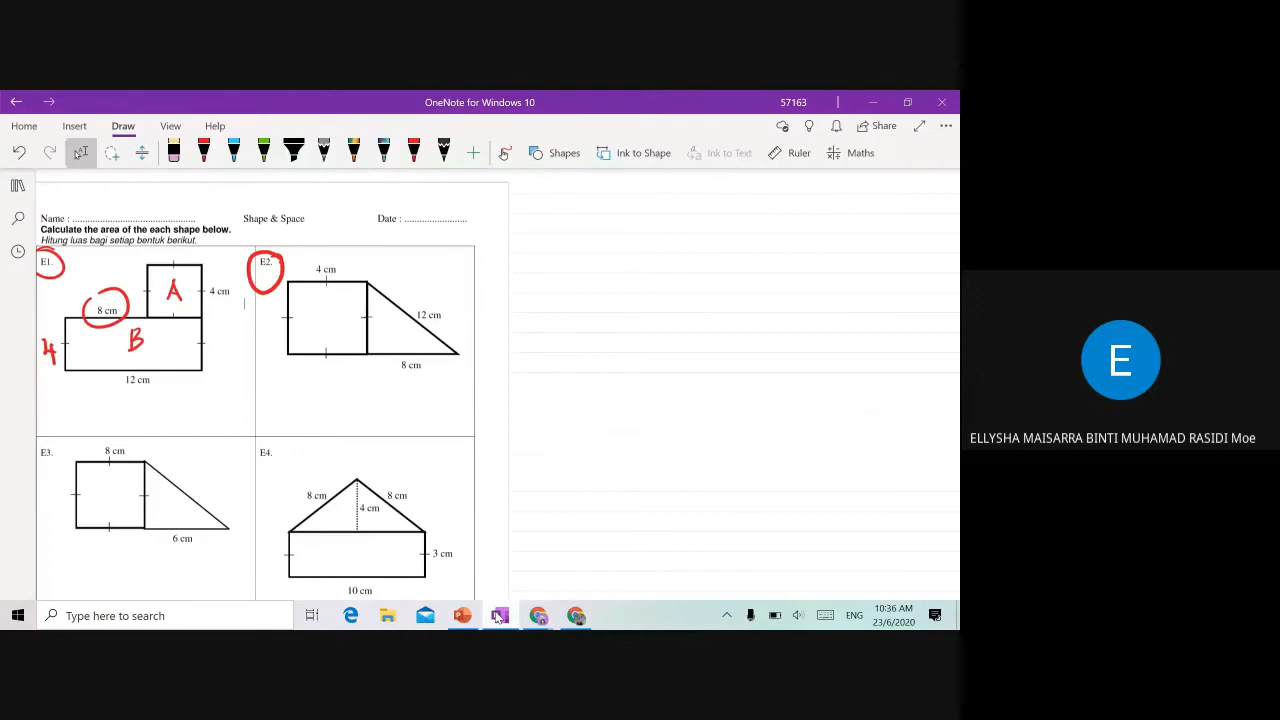 OneNote for Windows 10
57163
Home Insert Draw View Help
Share
Shapes Ink to Shape Ink to Text Ruler Maths
Name : ................................................ Shape & Space Date : ........................
Calculate the area of the each shape below.
Hitung luas bagi setiap bentuk berikut.
E1.
A
4 cm
8 cm
B
4
12 cm
E2.
4 cm
12 cm
8 cm
E3.
8 cm
6 cm
E4.
8 cm
8 cm
4 cm
3 cm
10 cm
E
ELLYSHA MAISARRA BINTI MUHAMAD RASIDI Moe
Type here to search
ENG
10:36 AM
23/6/2020